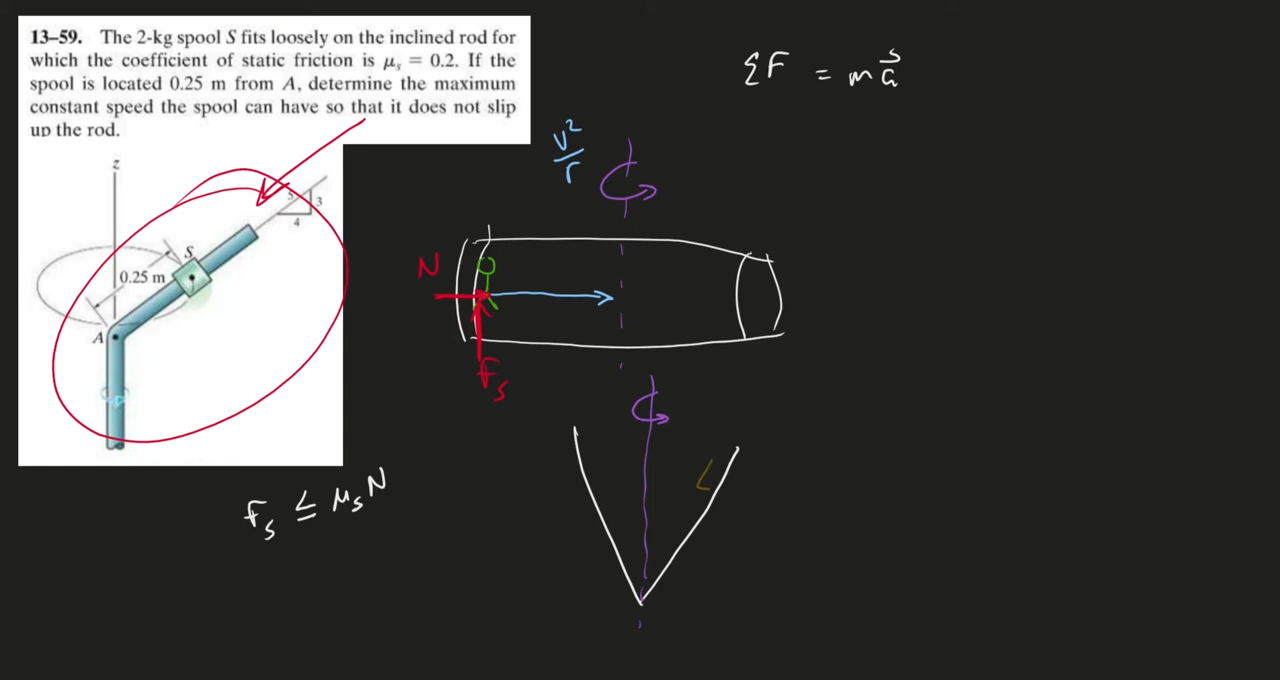 13–59. The 2-kg spool S fits loosely on the inclined rod for
which the coefficient of static friction is μs = 0.2. If the
spool is located 0.25 m from A, determine the maximum
constant speed the spool can have so that it does not slip
up the rod.
z
5
3
4
S
0.25 m
A
ΣF = ma⃗
v²/r
N
fs
fs ≤ μsN